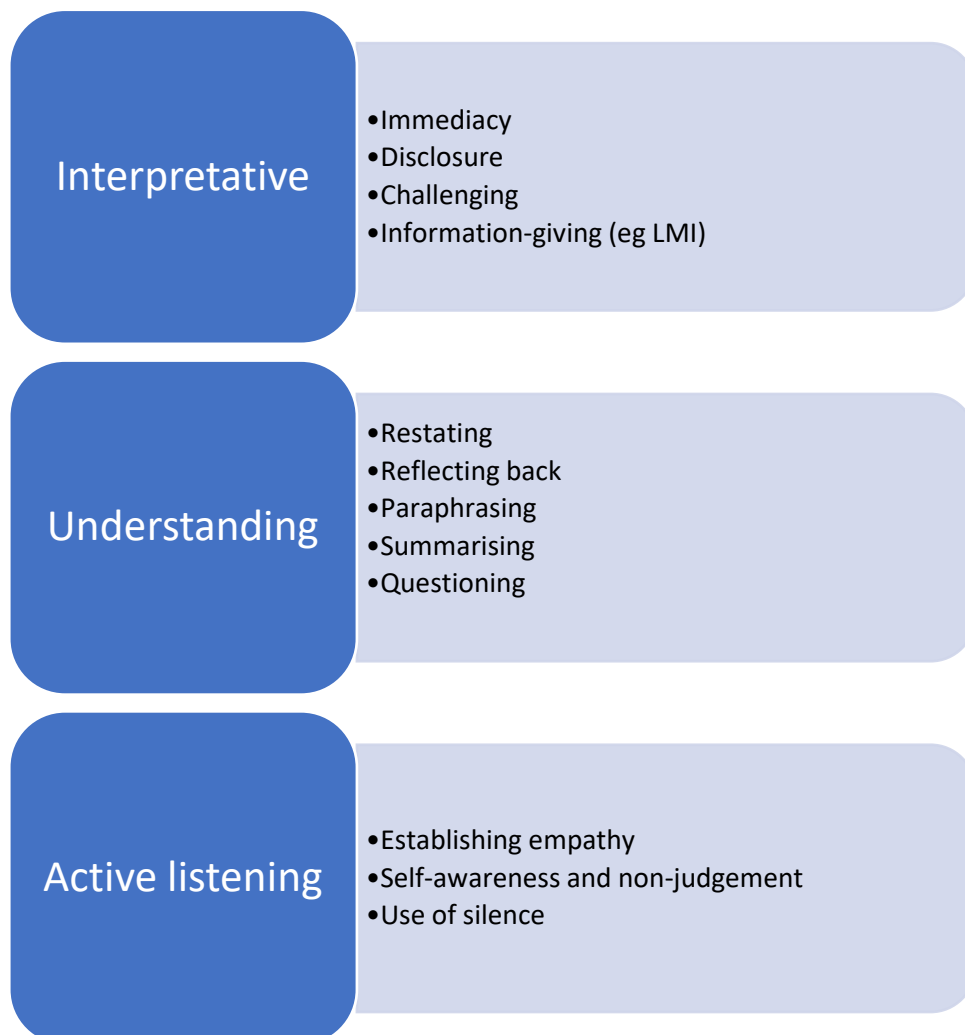 Interpretative
•Immediacy
•Disclosure
•Challenging
•Information-giving (eg LMI)
Understanding
•Restating
•Reflecting back
•Paraphrasing
•Summarising
•Questioning
Active listening
•Establishing empathy
•Self-awareness and non-judgement
•Use of silence